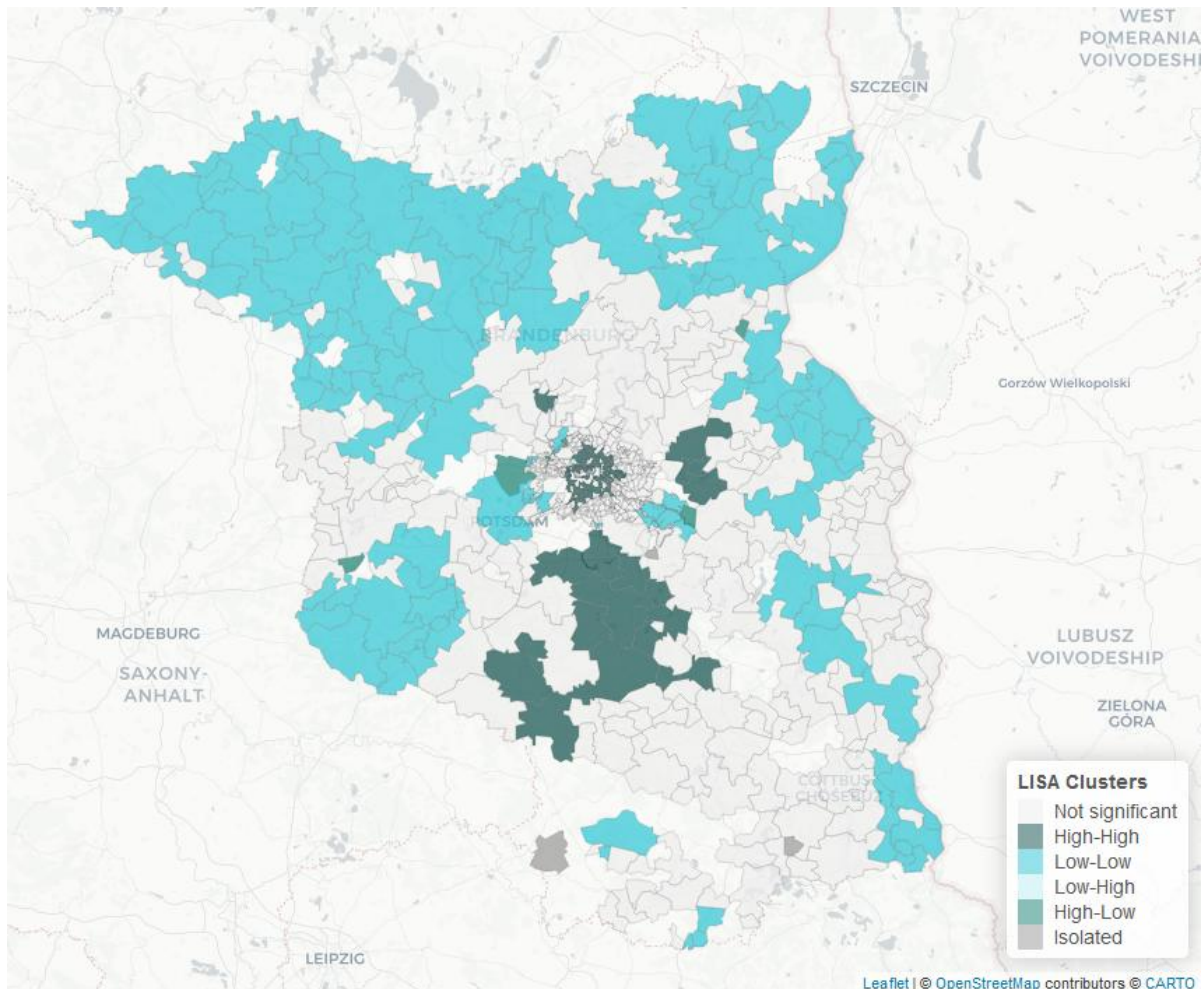 WEST
POMERANIA
VOIVODESHI
SZCZECIN
BRANDENBURG
Gorzów Wielkopolski
POTSDAM
MAGDEBURG
SAXONY-
ANHALT
LUBUSZ
VOIVODESHIP
ZIELONA
GÓRA
COTTBUS
LEIPZIG
LISA Clusters
Not significant
High-High
Low-Low
Low-High
High-Low
Isolated
Leaflet | © OpenStreetMap contributors © CARTO